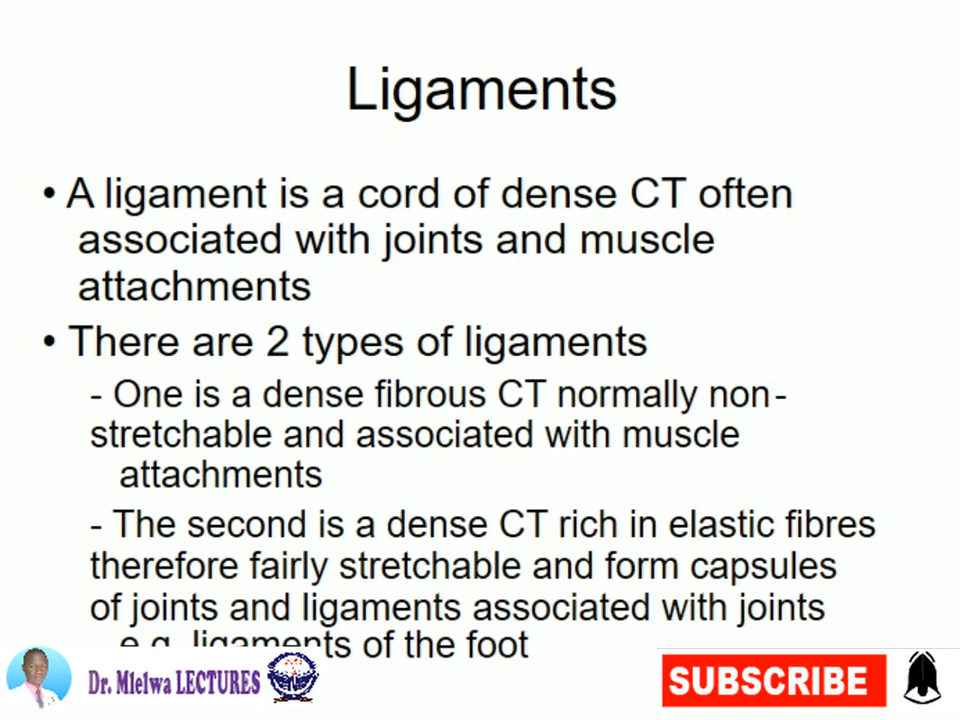 Ligaments
• A ligament is a cord of dense CT often
associated with joints and muscle
attachments
• There are 2 types of ligaments
- One is a dense fibrous CT normally non-
stretchable and associated with muscle
attachments
- The second is a dense CT rich in elastic fibres
therefore fairly stretchable and form capsules
of joints and ligaments associated with joints
e.g. ligaments of the foot
Dr. Mlelwa LECTURES
SUBSCRIBE